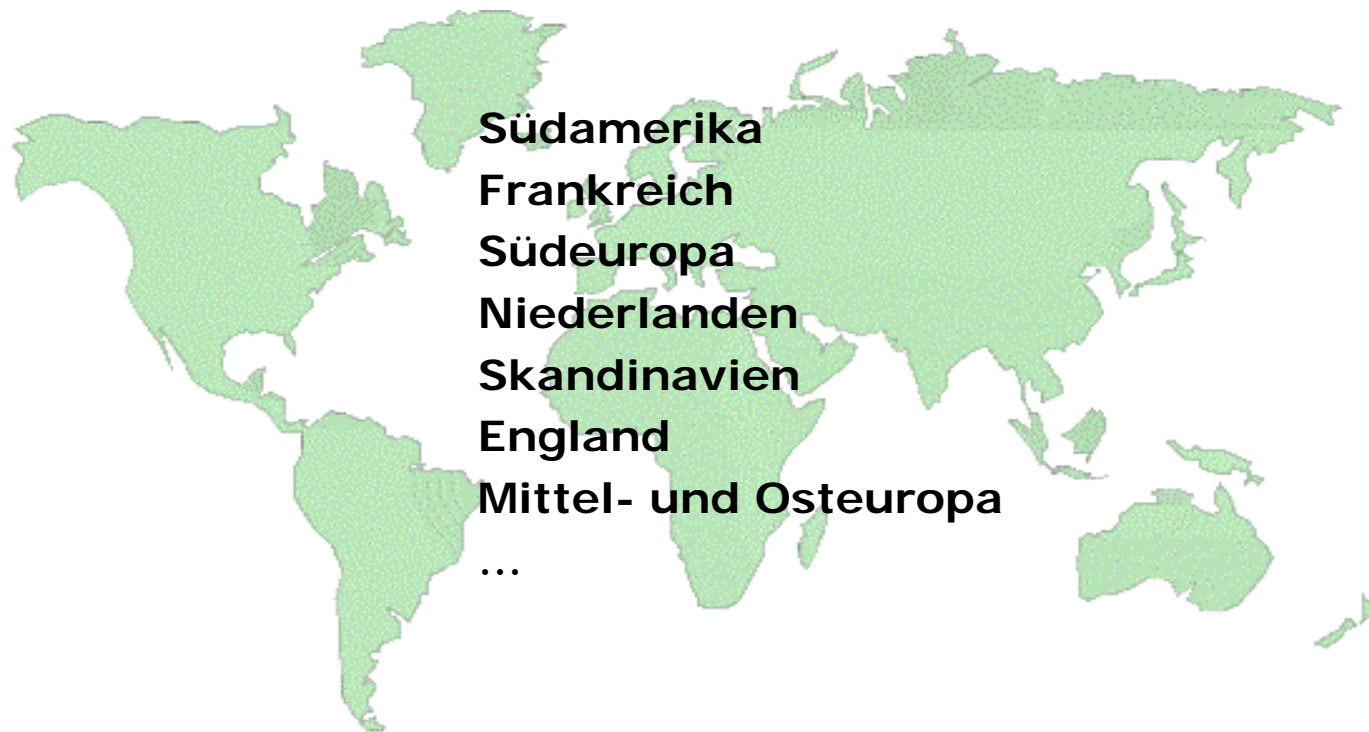 Südamerika
Frankreich
Südeuropa
Niederlanden
Skandinavien
England
Mittel- und Osteuropa
...